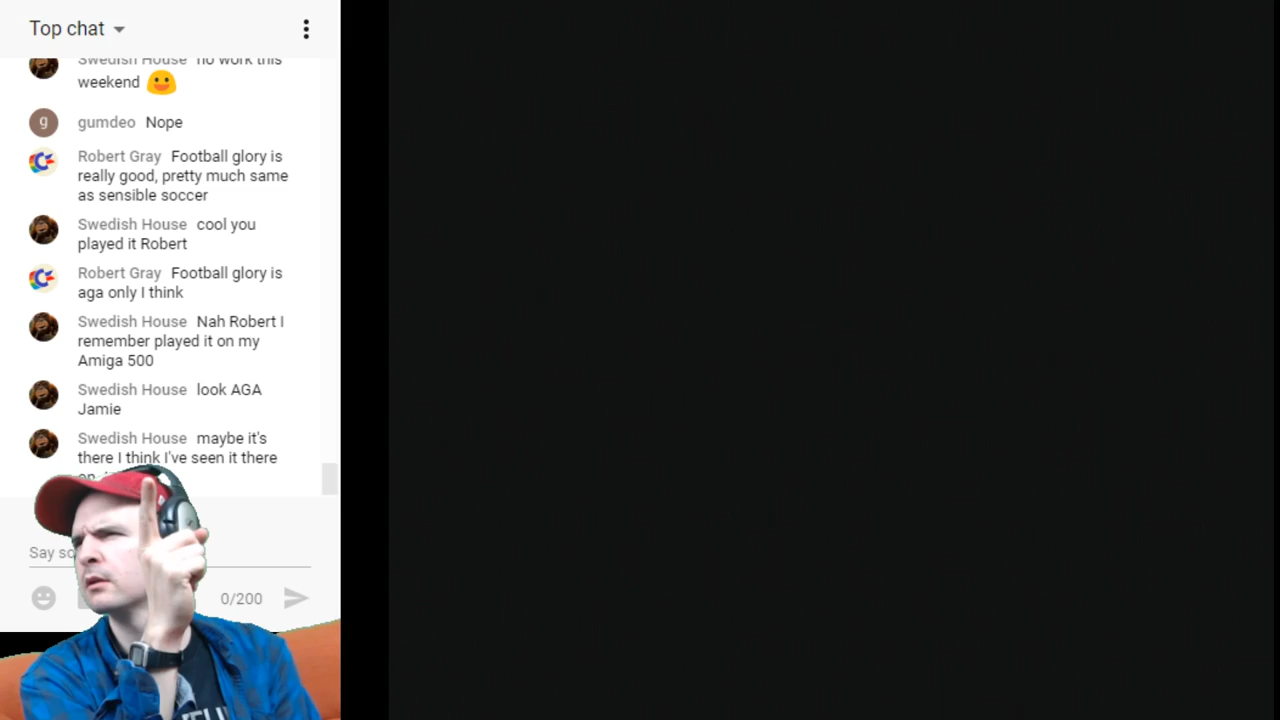 Top chat
Swedish House no work this
weekend
g
gumdeo Nope
Robert Gray Football glory is
really good, pretty much same
as sensible soccer
Swedish House cool you
played it Robert
Robert Gray Football glory is
aga only I think
Swedish House Nah Robert I
remember played it on my
Amiga 500
Swedish House look AGA
Jamie
Swedish House maybe it's
there I think I've seen it there
on
Say
0/200